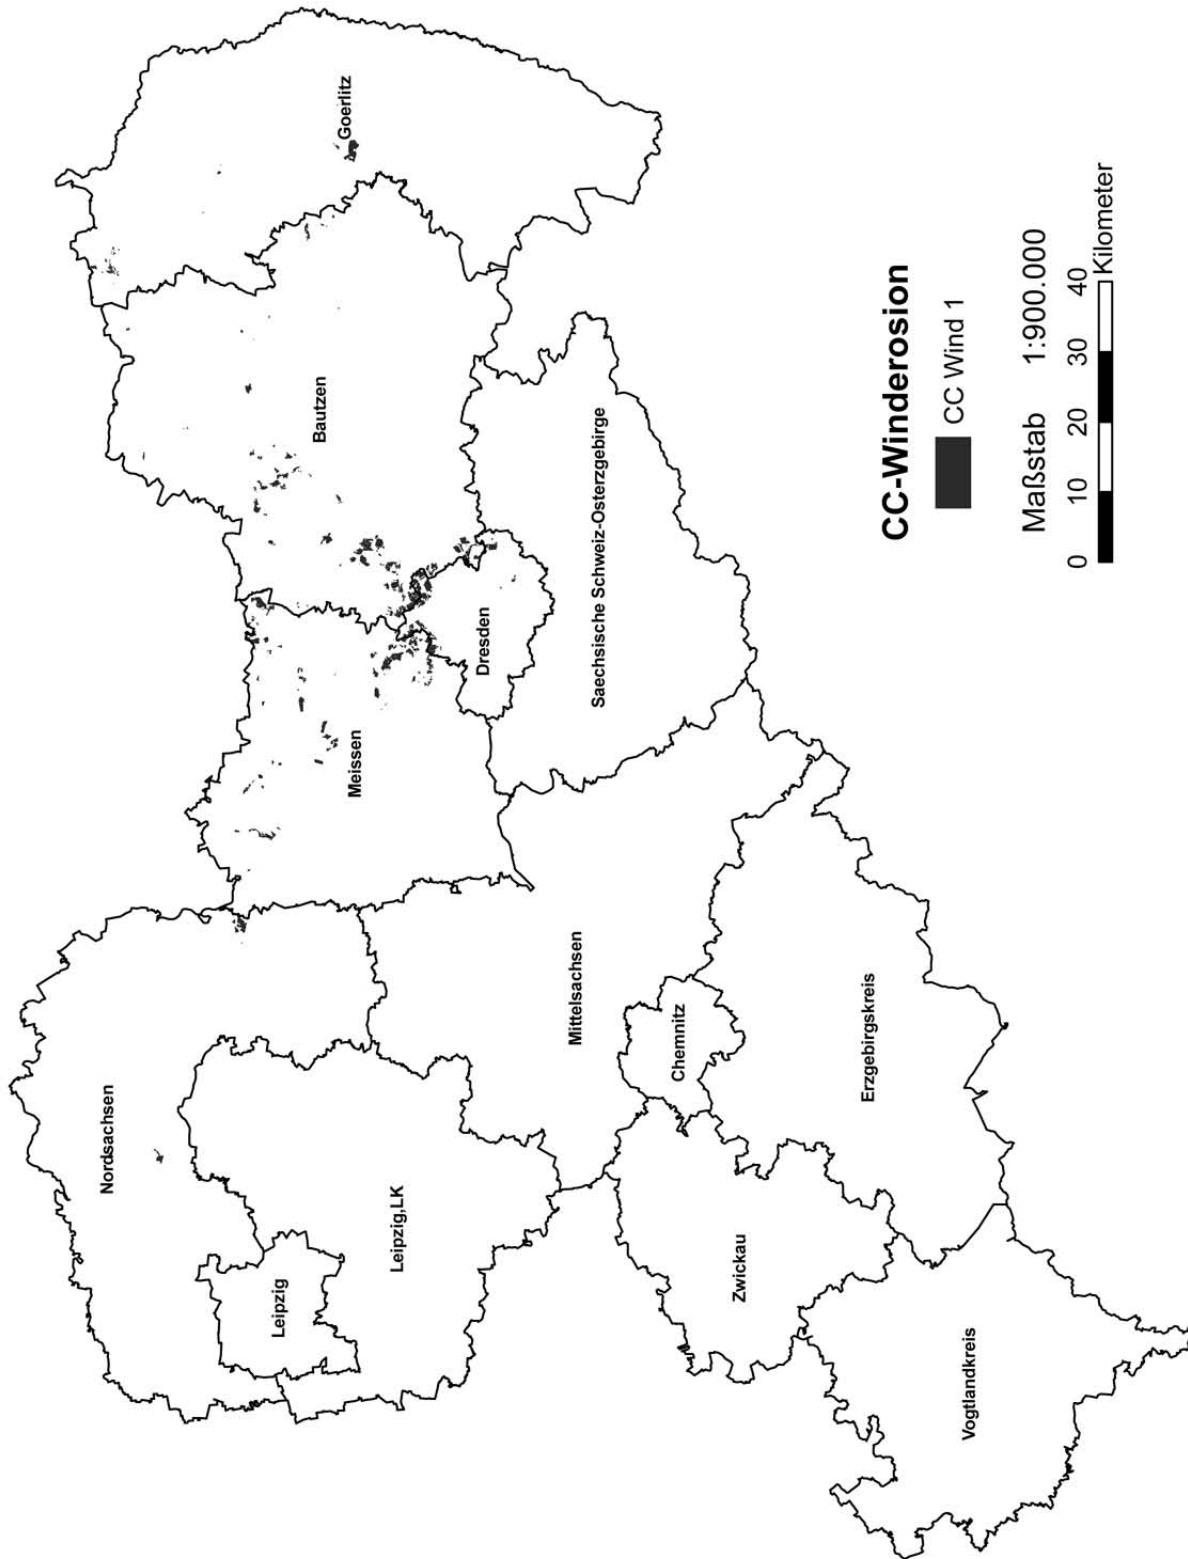 Nordsachsen
Leipzig
Leipzig,LK
Meissen
Bautzen
Goerlitz
Dresden
Mittelsachsen
Saechsische Schweiz-Osterzgebirge
Chemnitz
Zwickau
Erzgebirgskreis
Vogtlandkreis
CC-Winderosion
CC Wind 1
Maßstab 1:900.000
0 10 20 30 40
Kilometer